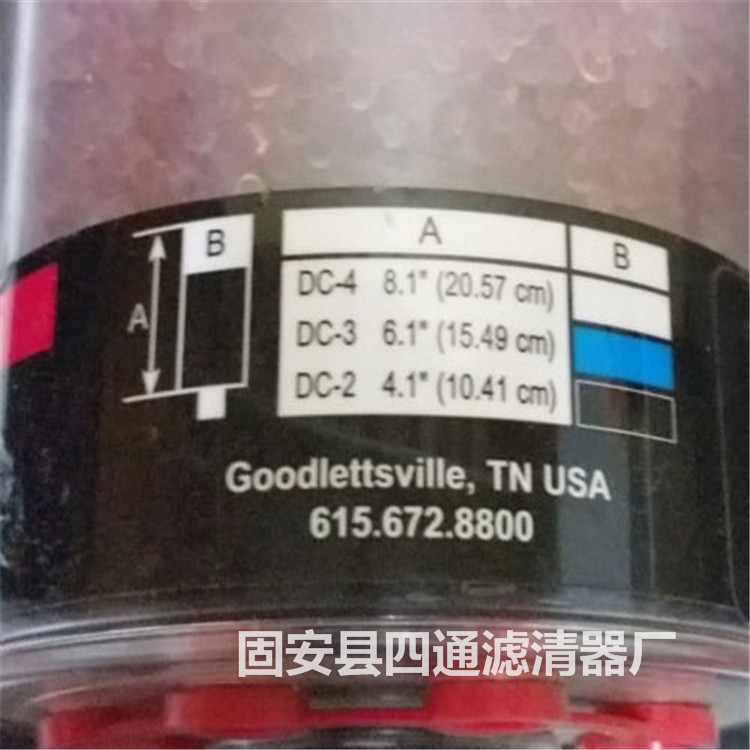 A B
B
DC-4 8.1" (20.57 cm)
A
DC-3 6.1" (15.49 cm)
DC-2 4.1" (10.41 cm)
Goodlettsville, TN USA
615.672.8800
固安县四通滤清器厂